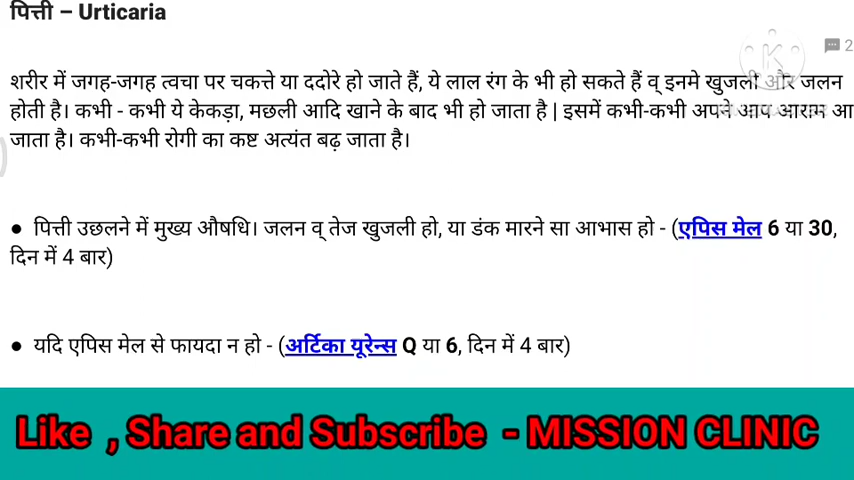 पित्ती – Urticaria
2
शरीर में जगह-जगह त्वचा पर चकत्ते या ददोरे हो जाते हैं, ये लाल रंग के भी हो सकते हैं व् इनमे खुजली और जलन
होती है। कभी - कभी ये केकड़ा, मछली आदि खाने के बाद भी हो जाता है | इसमें कभी-कभी अपने आप आराम आ
जाता है। कभी-कभी रोगी का कष्ट अत्यंत बढ़ जाता है।
● पित्ती उछलने में मुख्य औषधि। जलन व् तेज खुजली हो, या डंक मारने सा आभास हो - (एपिस मेल 6 या 30,
दिन में 4 बार)
● यदि एपिस मेल से फायदा न हो - (अर्टिका यूरेन्स Q या 6, दिन में 4 बार)
Like , Share and Subscribe - MISSION CLINIC